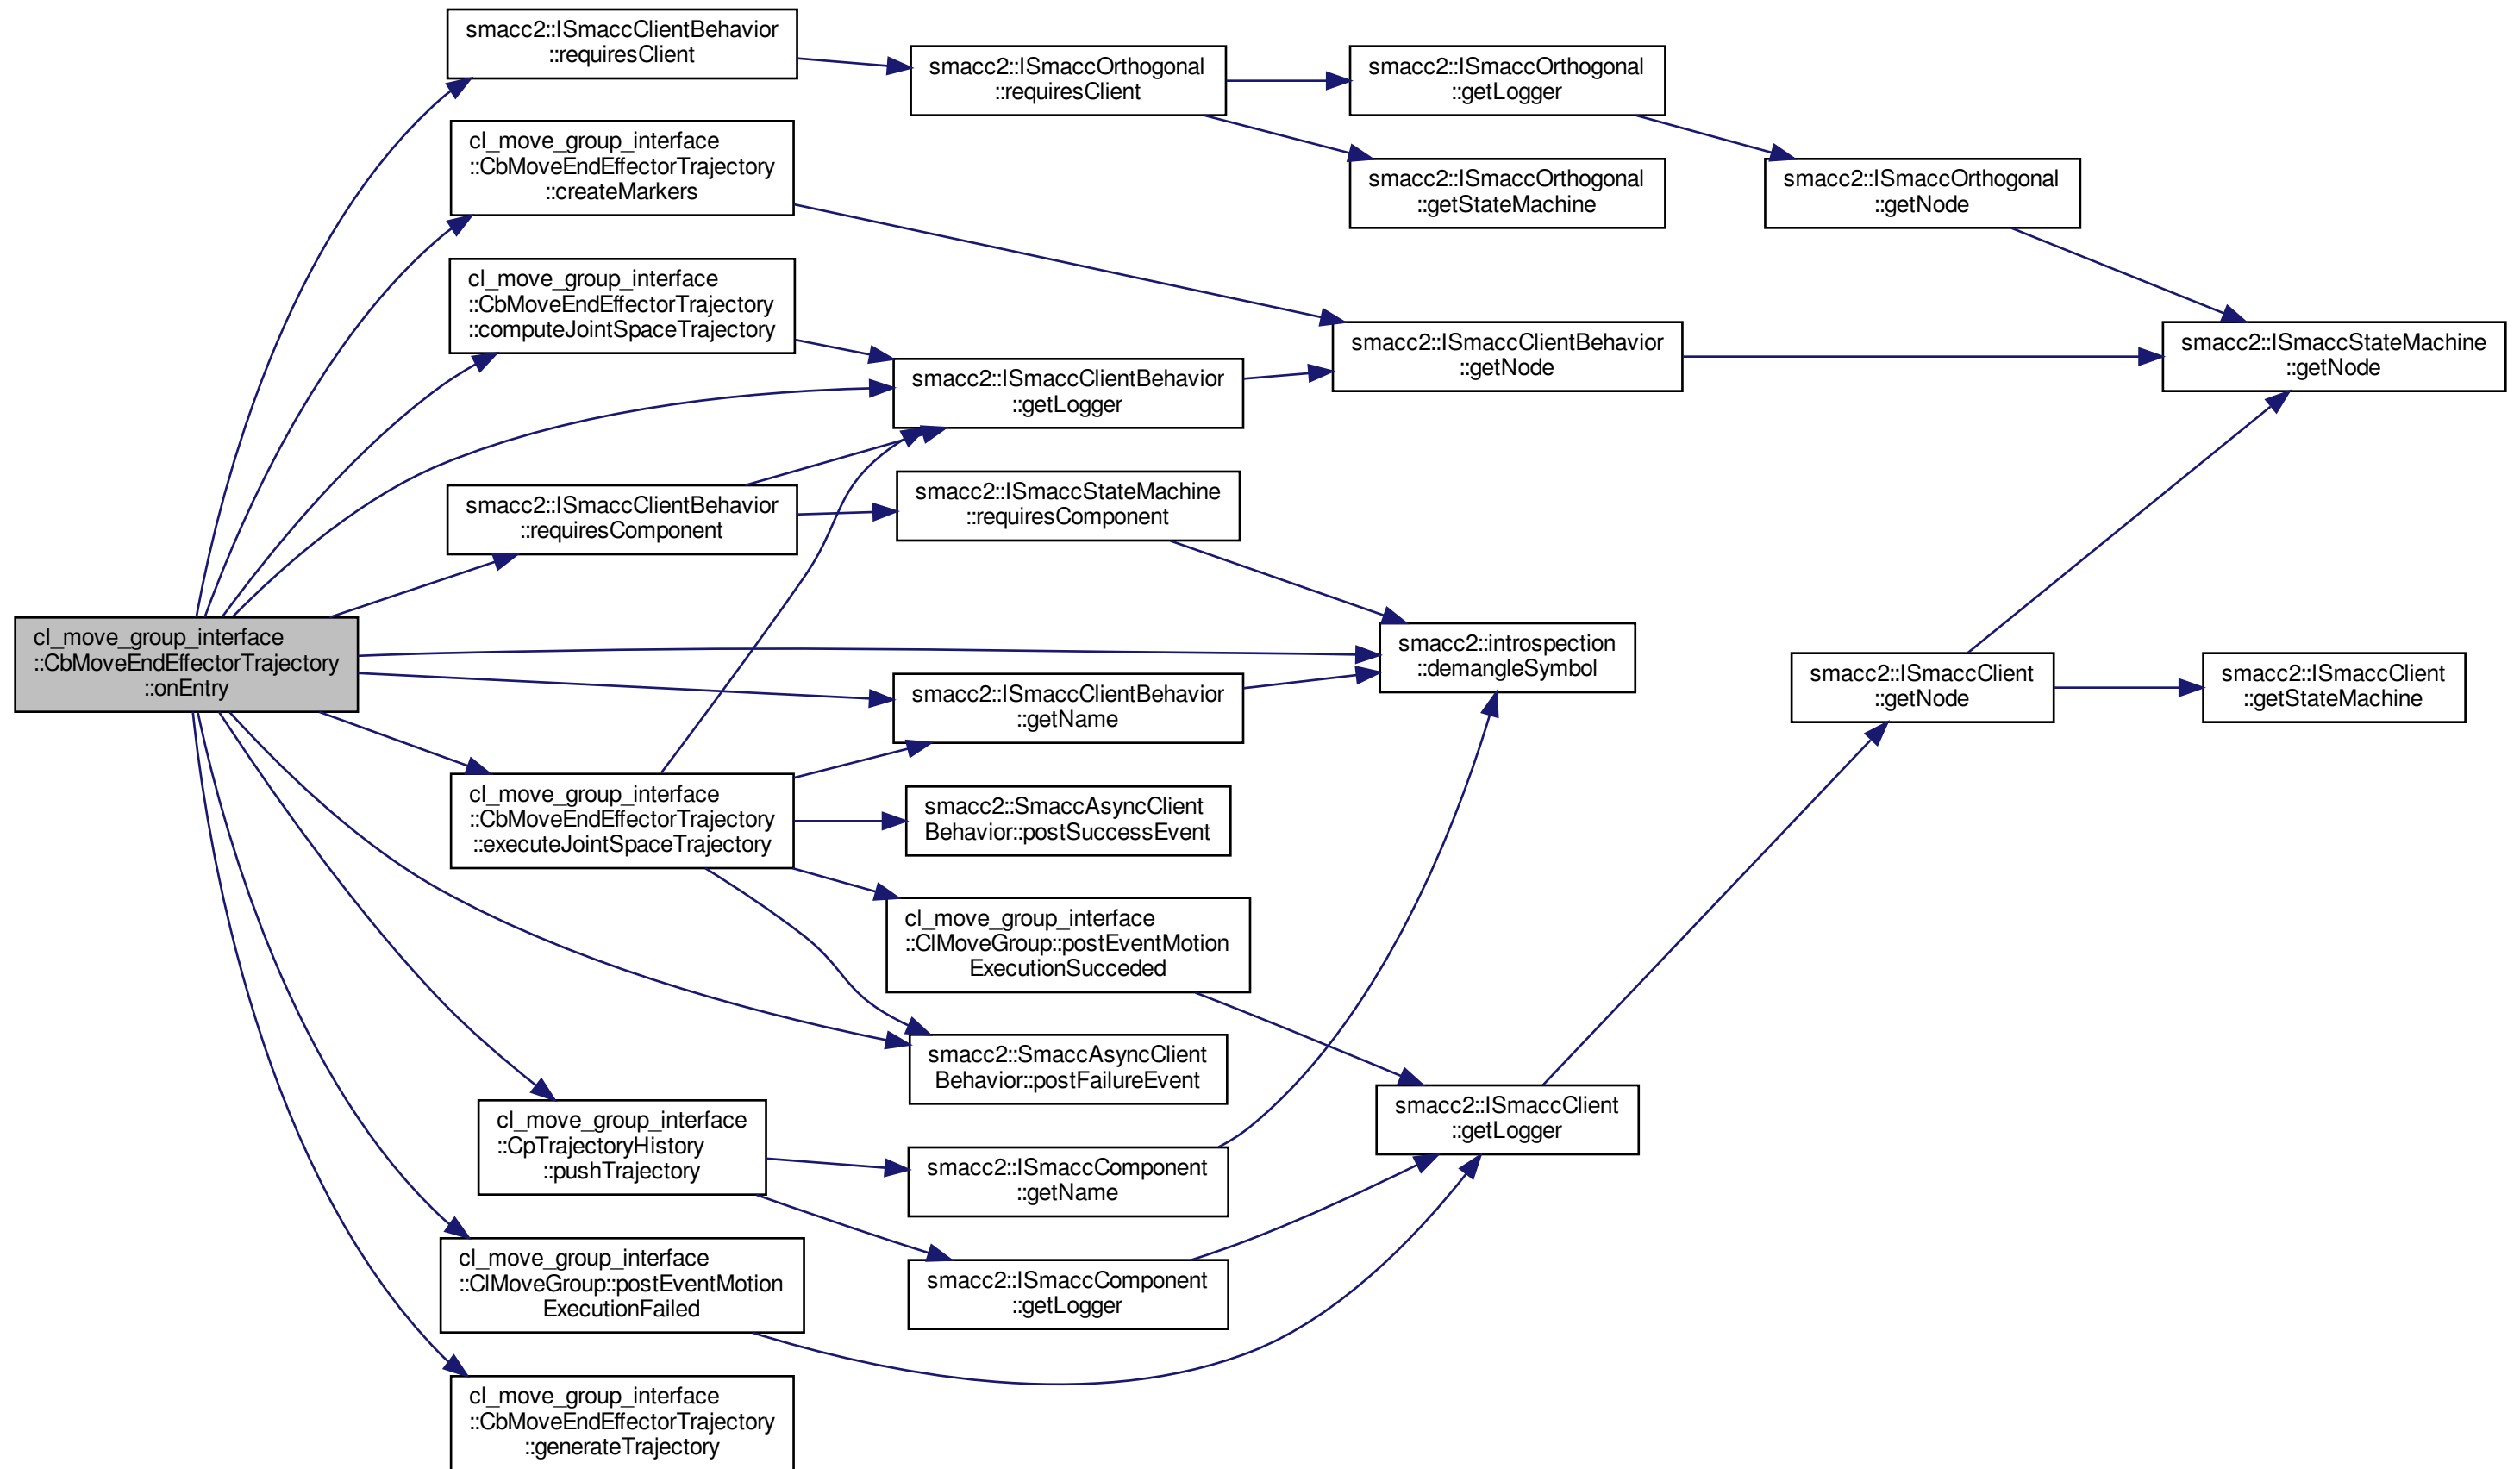 smacc2::ISmaccClientBehavior
::requiresClient
smacc2::ISmaccOrthogonal
::requiresClient
smacc2::ISmaccOrthogonal
::getLogger
cl_move_group_interface
::CbMoveEndEffectorTrajectory
::createMarkers
smacc2::ISmaccOrthogonal
::getStateMachine
smacc2::ISmaccOrthogonal
::getNode
cl_move_group_interface
::CbMoveEndEffectorTrajectory
::computeJointSpaceTrajectory
smacc2::ISmaccClientBehavior
::getLogger
smacc2::ISmaccClientBehavior
::getNode
smacc2::ISmaccStateMachine
::getNode
smacc2::ISmaccClientBehavior
::requiresComponent
smacc2::ISmaccStateMachine
::requiresComponent
cl_move_group_interface
::CbMoveEndEffectorTrajectory
::onEntry
smacc2::introspection
::demangleSymbol
smacc2::ISmaccClientBehavior
::getName
smacc2::ISmaccClient
::getNode
smacc2::ISmaccClient
::getStateMachine
cl_move_group_interface
::CbMoveEndEffectorTrajectory
::executeJointSpaceTrajectory
smacc2::SmaccAsyncClient
Behavior::postSuccessEvent
cl_move_group_interface
::ClMoveGroup::postEventMotion
ExecutionSucceded
smacc2::SmaccAsyncClient
Behavior::postFailureEvent
smacc2::ISmaccClient
::getLogger
cl_move_group_interface
::CpTrajectoryHistory
::pushTrajectory
smacc2::ISmaccComponent
::getName
cl_move_group_interface
::ClMoveGroup::postEventMotion
ExecutionFailed
smacc2::ISmaccComponent
::getLogger
cl_move_group_interface
::CbMoveEndEffectorTrajectory
::generateTrajectory